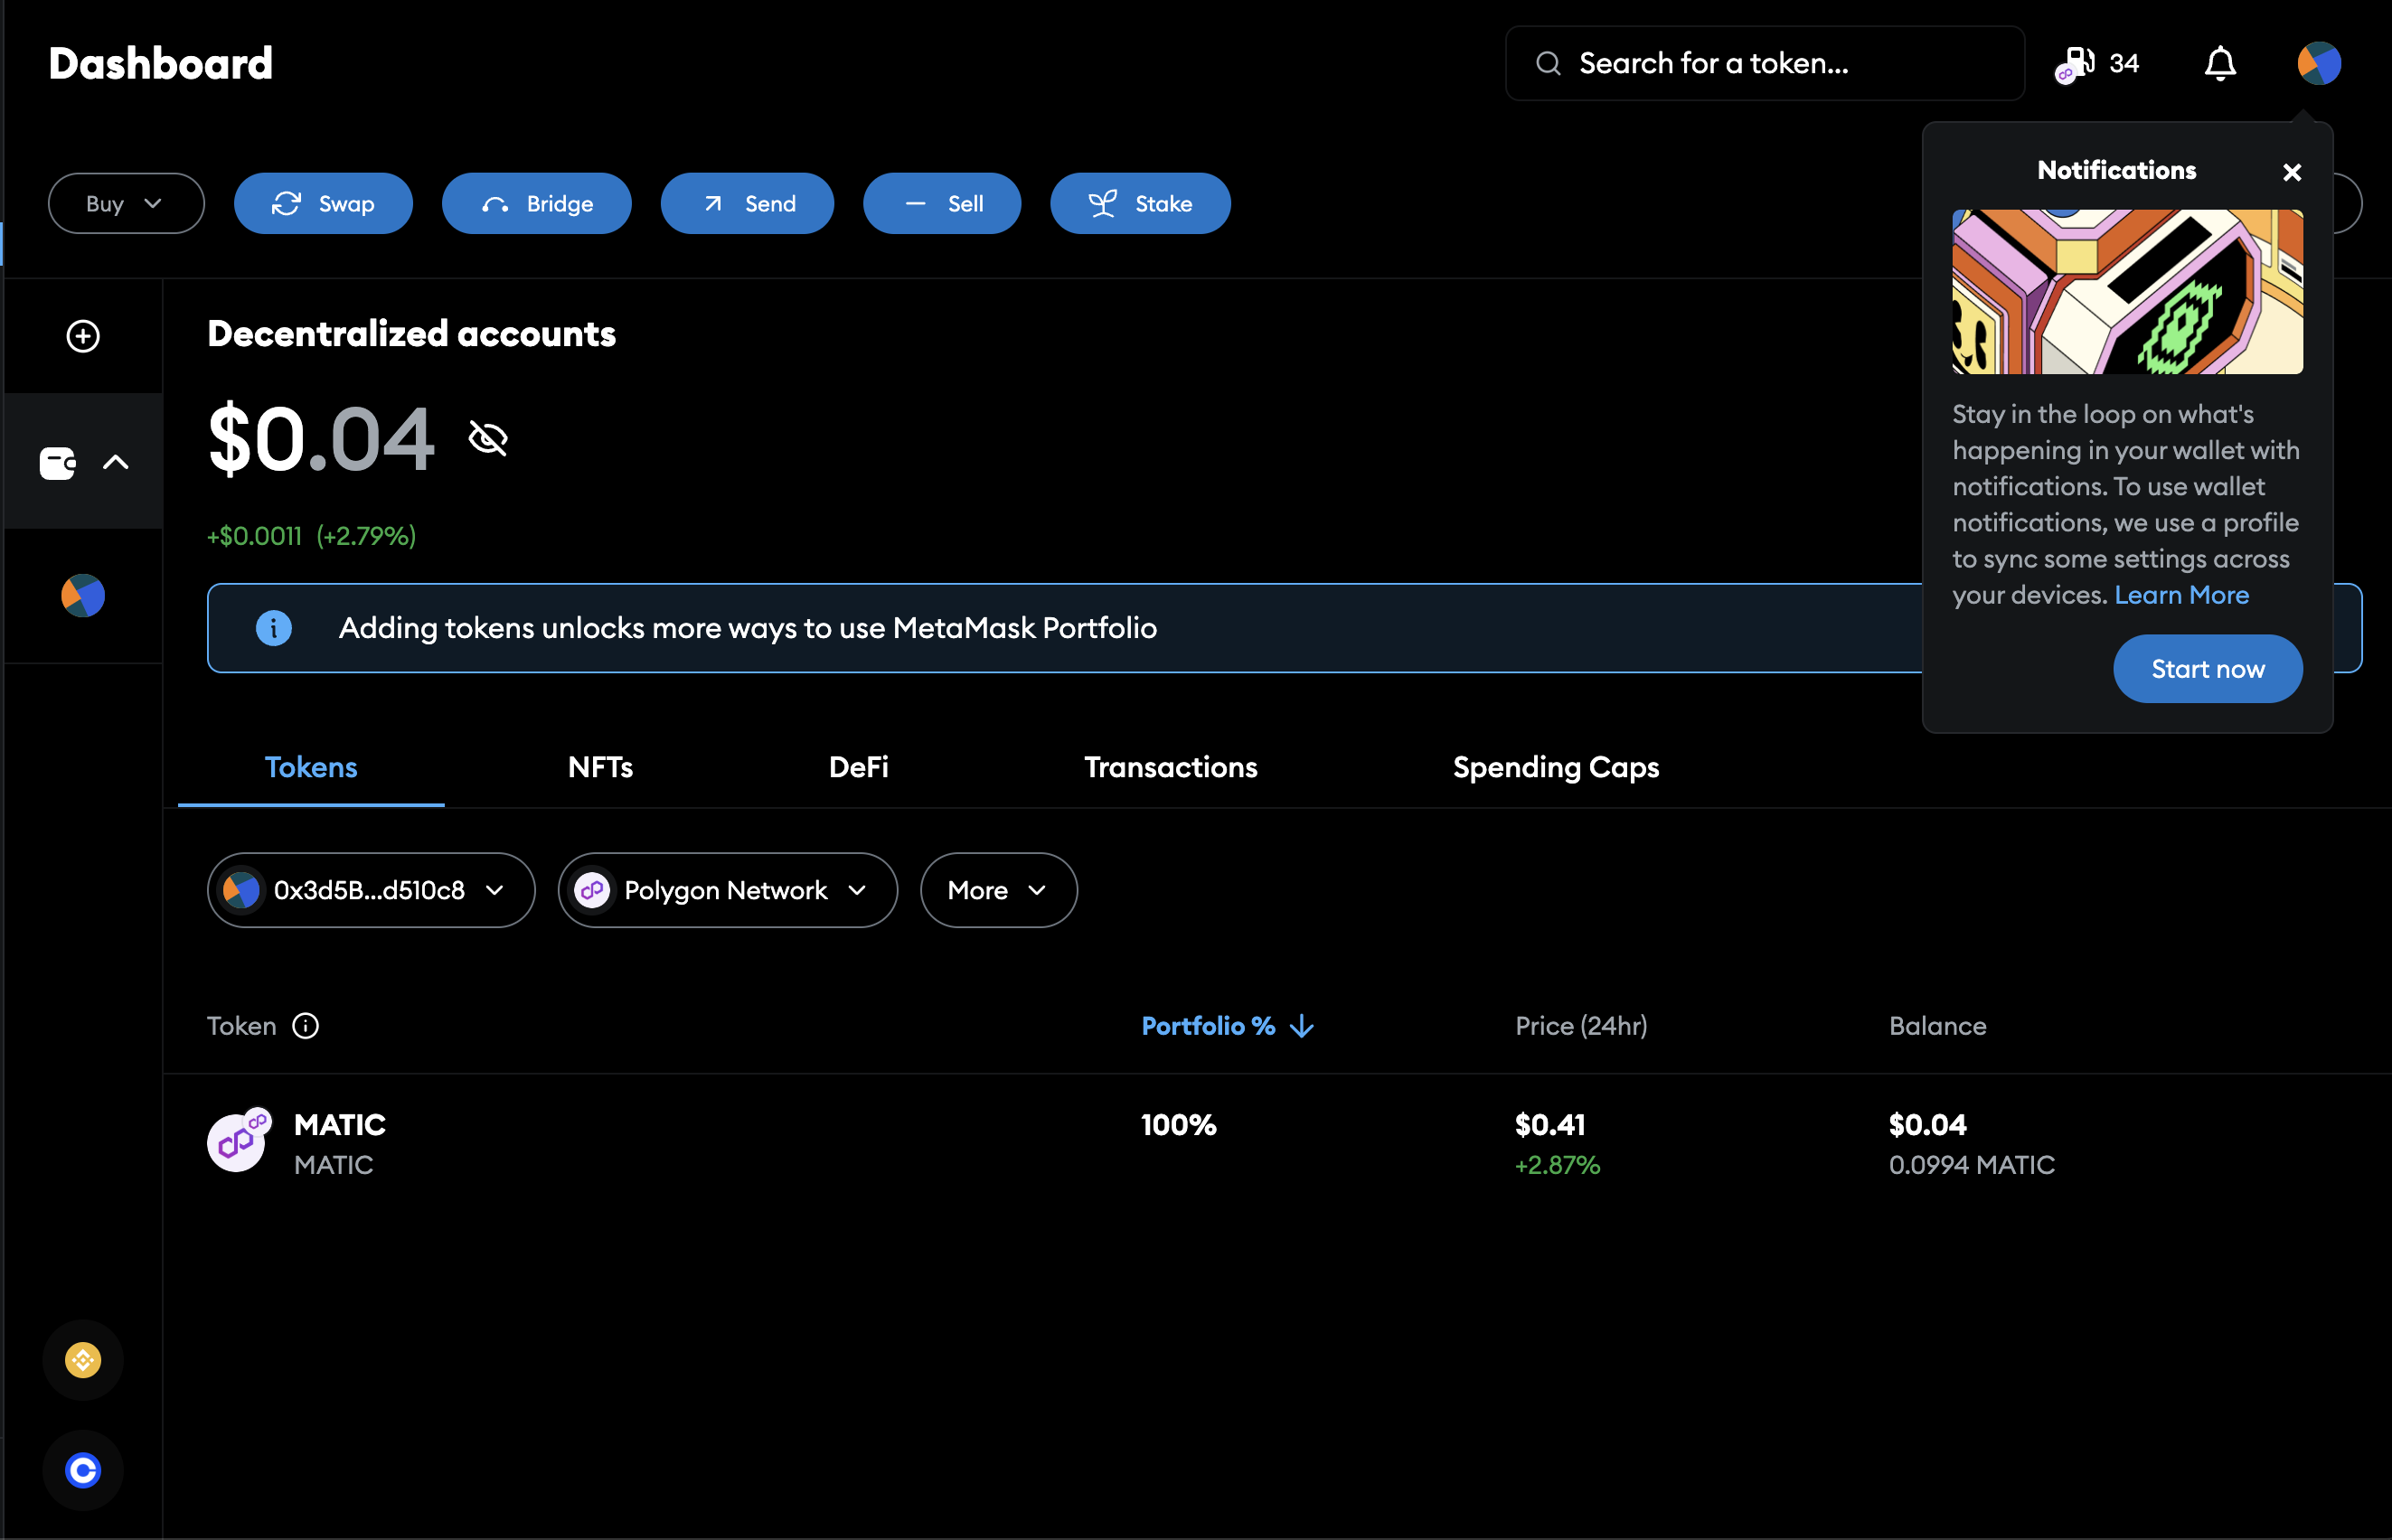 Dashboard
Search for a token...
34
Buy
Swap
Bridge
Send
Sell
Stake
Notifications
Stay in the loop on what's
happening in your wallet with
notifications. To use wallet
notifications, we use a profile
to sync some settings across
your devices. Learn More
Start now
Decentralized accounts
$0.04
+$0.0011 (+2.79%)
Adding tokens unlocks more ways to use MetaMask Portfolio
Tokens NFTs DeFi Transactions Spending Caps
0x3d5B...d510c8 Polygon Network More
Token Portfolio % Price (24hr) Balance
MATIC 100% $0.41 $0.04
MATIC +2.87% 0.0994 MATIC